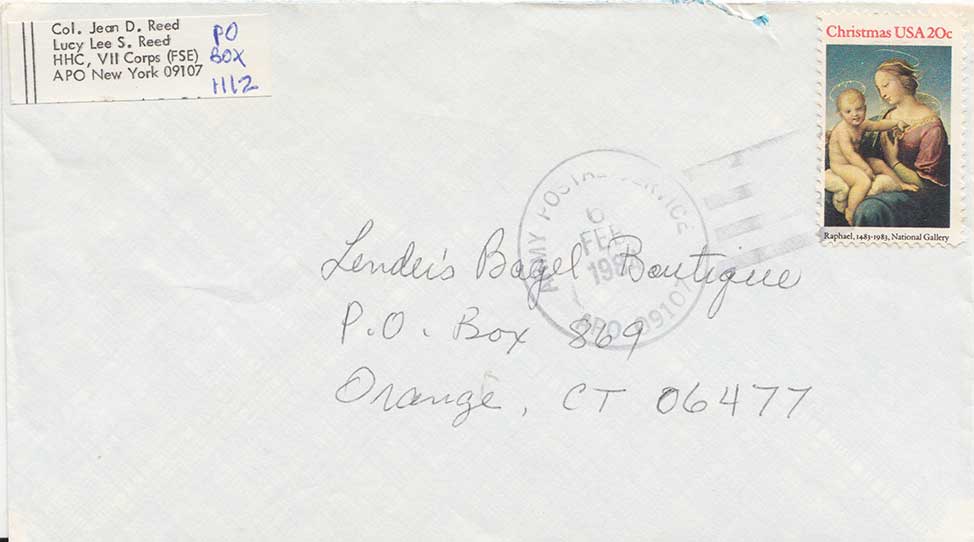 Col. Jean D. Reed
Lucy Lee S. Reed
HHC, VII Corps (FSE)
APO New York 09107
PO
BOX
1112
Christmas USA 20c
Raphael, 1483-1983, National Gallery
ARMY POSTAL SERVICE
6
FEB
APO 09107
Lender's Bagel Boutique
P.O. Box 869
Orange, CT 06477